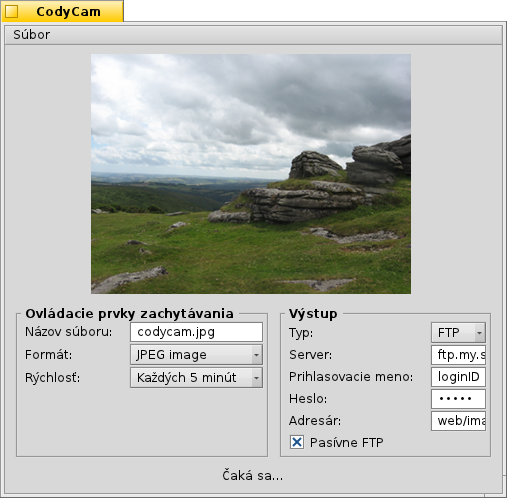 CodyCam
Súbor
Ovládacie prvky zachytávania
Názov súboru: codycam.jpg
Formát: JPEG image
Rýchlosť: Každých 5 minút
Výstup
Typ: FTP
Server: ftp.my.s
Prihlasovacie meno: loginID
Heslo: •••••
Adresár: web/ima
Pasívne FTP
Čaká sa...